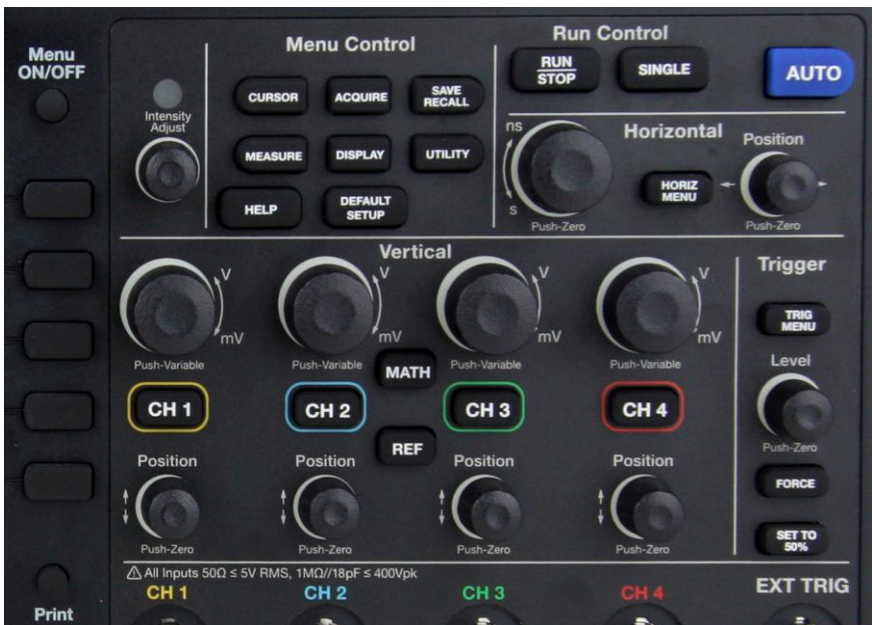 Menu
ON/OFF
Intensity
Adjust
Menu Control
CURSOR
ACQUIRE
SAVE
RECALL
MEASURE
DISPLAY
UTILITY
HELP
DEFAULT
SETUP
Run Control
RUN
STOP
SINGLE
AUTO
ns
s
Push-Zero
Horizontal
HORIZ
MENU
Position
Push-Zero
Vertical
V
mV
Push-Variable
V
mV
Push-Variable
V
mV
Push-Variable
V
mV
Push-Variable
MATH
REF
CH 1
CH 2
CH 3
CH 4
Position
Position
Position
Position
Push-Zero
Push-Zero
Push-Zero
Push-Zero
Trigger
TRIG
MENU
Level
Push-Zero
FORCE
SET TO
50%
Print
⚠ All Inputs 50Ω ≤ 5V RMS, 1MΩ//18pF ≤ 400Vpk
CH 1
CH 2
CH 3
CH 4
EXT TRIG